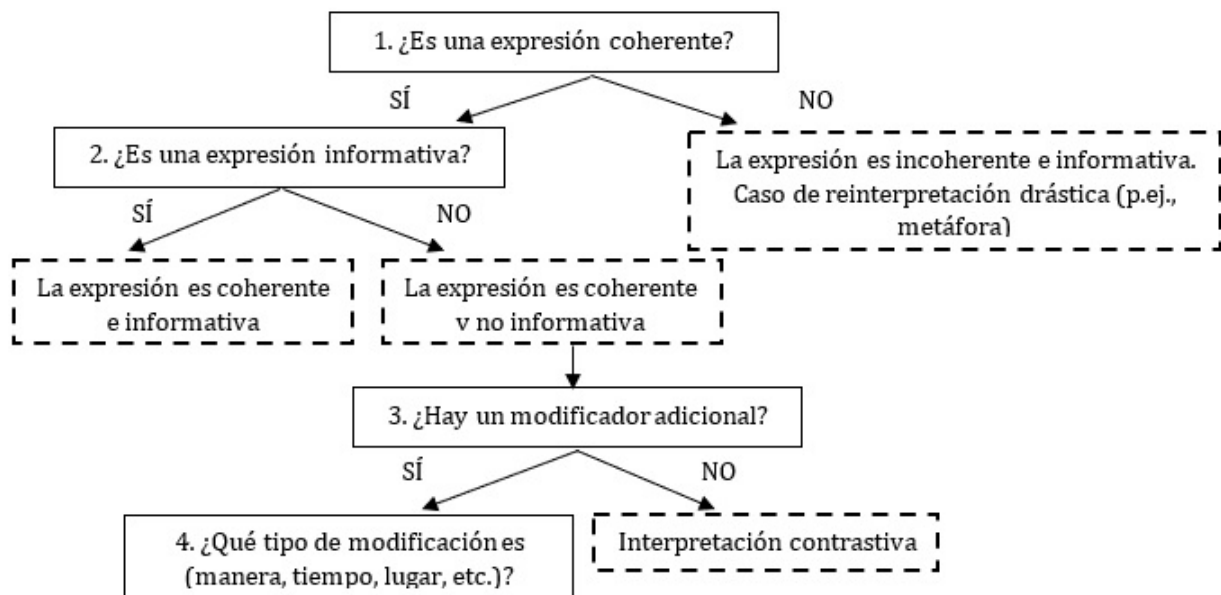 1. ¿Es una expresión coherente?
SÍ
NO
2. ¿Es una expresión informativa?
La expresión es incoherente e informativa.
Caso de reinterpretación drástica (p.ej.,
metáfora)
SÍ
NO
La expresión es coherente
e informativa
La expresión es coherente
v no informativa
3. ¿Hay un modificador adicional?
SÍ
NO
4. ¿Qué tipo de modificación es
(manera, tiempo, lugar, etc.)?
Interpretación contrastiva